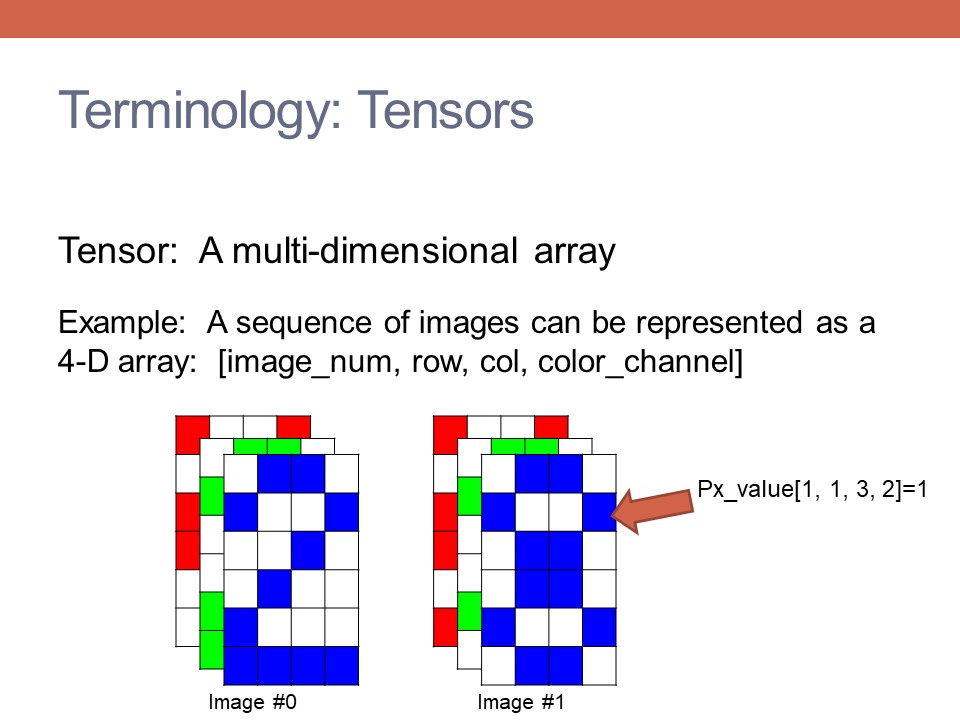 Terminology: Tensors
Tensor:  A multi-dimensional array
Example:  A sequence of images can be represented as a
4-D array:  [image_num, row, col, color_channel]
Px_value[1, 1, 3, 2]=1
Image #0
Image #1